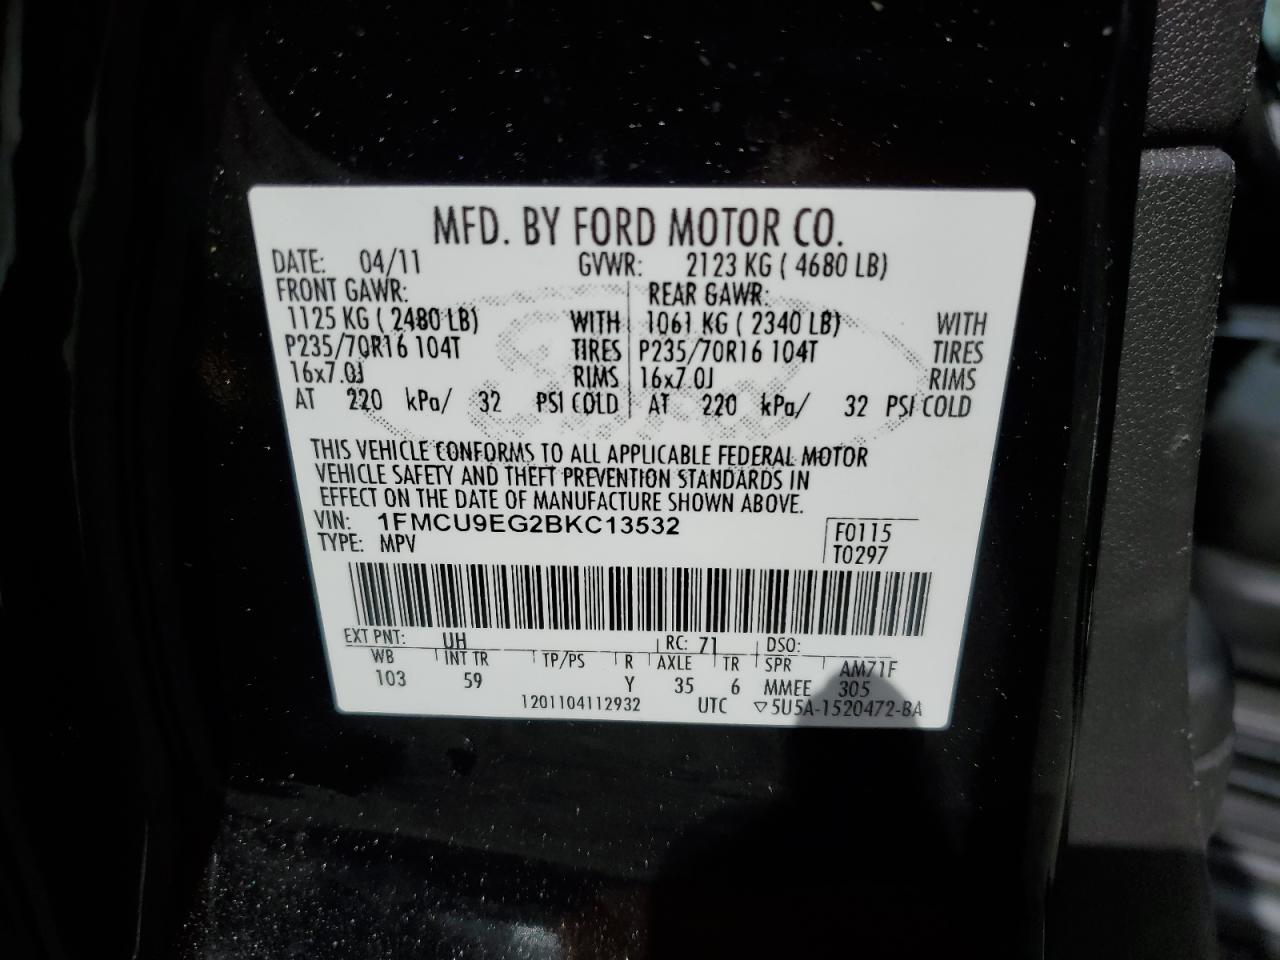 MFD. BY FORD MOTOR CO.
DATE: 04/11 GVWR: 2123 KG ( 4680 LB)
FRONT GAWR: REAR GAWR:
1125 KG ( 2480 LB) WITH 1061 KG ( 2340 LB) WITH
P235/70R16 104T TIRES P235/70R16 104T TIRES
16x7.0J RIMS 16x7.0J RIMS
AT 220 kPa/ 32 PSI COLD AT 220 kPa/ 32 PSI COLD
THIS VEHICLE CONFORMS TO ALL APPLICABLE FEDERAL MOTOR
VEHICLE SAFETY AND THEFT PREVENTION STANDARDS IN
EFFECT ON THE DATE OF MANUFACTURE SHOWN ABOVE.
VIN: 1FMCU9EG2BKC13532 F0115
TYPE: MPV T0297
EXT PNT: UH RC: 71 DSO:
WB INT TR TP/PS R AXLE TR SPR AM71F
103 59 Y 35 6 MMEE 305
1201104112932 UTC ▽5U5A-1520472-BA